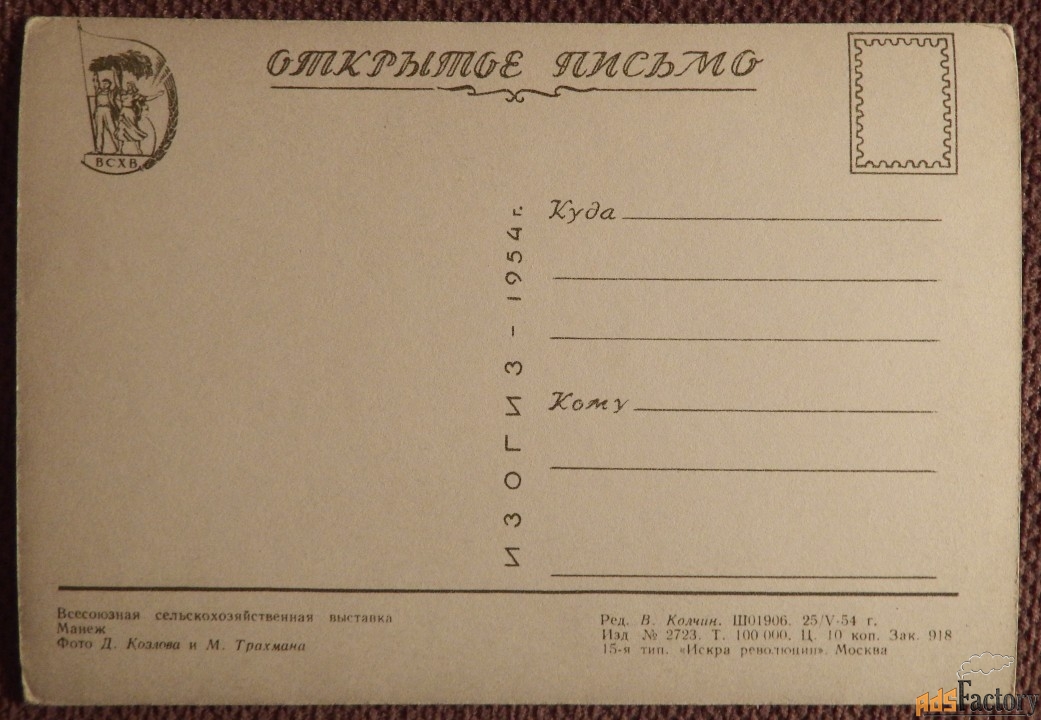 ОТКРЫТОЕ ПИСЬМО
ВСХВ
ИЗОГИЗ - 1954 г.
Куда
Кому
Всесоюзная сельскохозяйственная выставка
Манеж
Фото Д. Козлова и М. Трахмана
Ред. В. Колчин. Ш01906. 25/V-54 г.
Изд № 2723. Т. 100 000. Ц. 10 коп. Зак. 918
15-я тип. «Искра революции». Москва
adsFactory